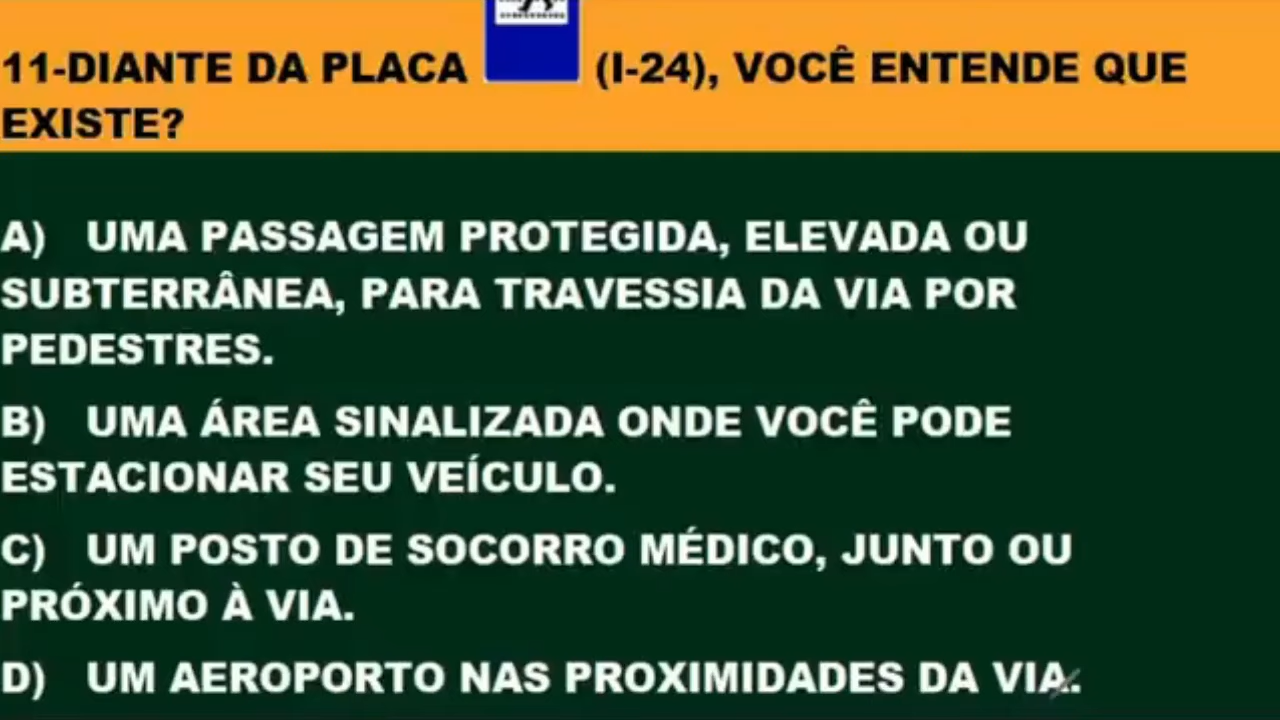 11-DIANTE DA PLACA (I-24), VOCÊ ENTENDE QUE
EXISTE?
A) UMA PASSAGEM PROTEGIDA, ELEVADA OU
SUBTERRÂNEA, PARA TRAVESSIA DA VIA POR
PEDESTRES.
B) UMA ÁREA SINALIZADA ONDE VOCÊ PODE
ESTACIONAR SEU VEÍCULO.
C) UM POSTO DE SOCORRO MÉDICO, JUNTO OU
PRÓXIMO À VIA.
D) UM AEROPORTO NAS PROXIMIDADES DA VIA.